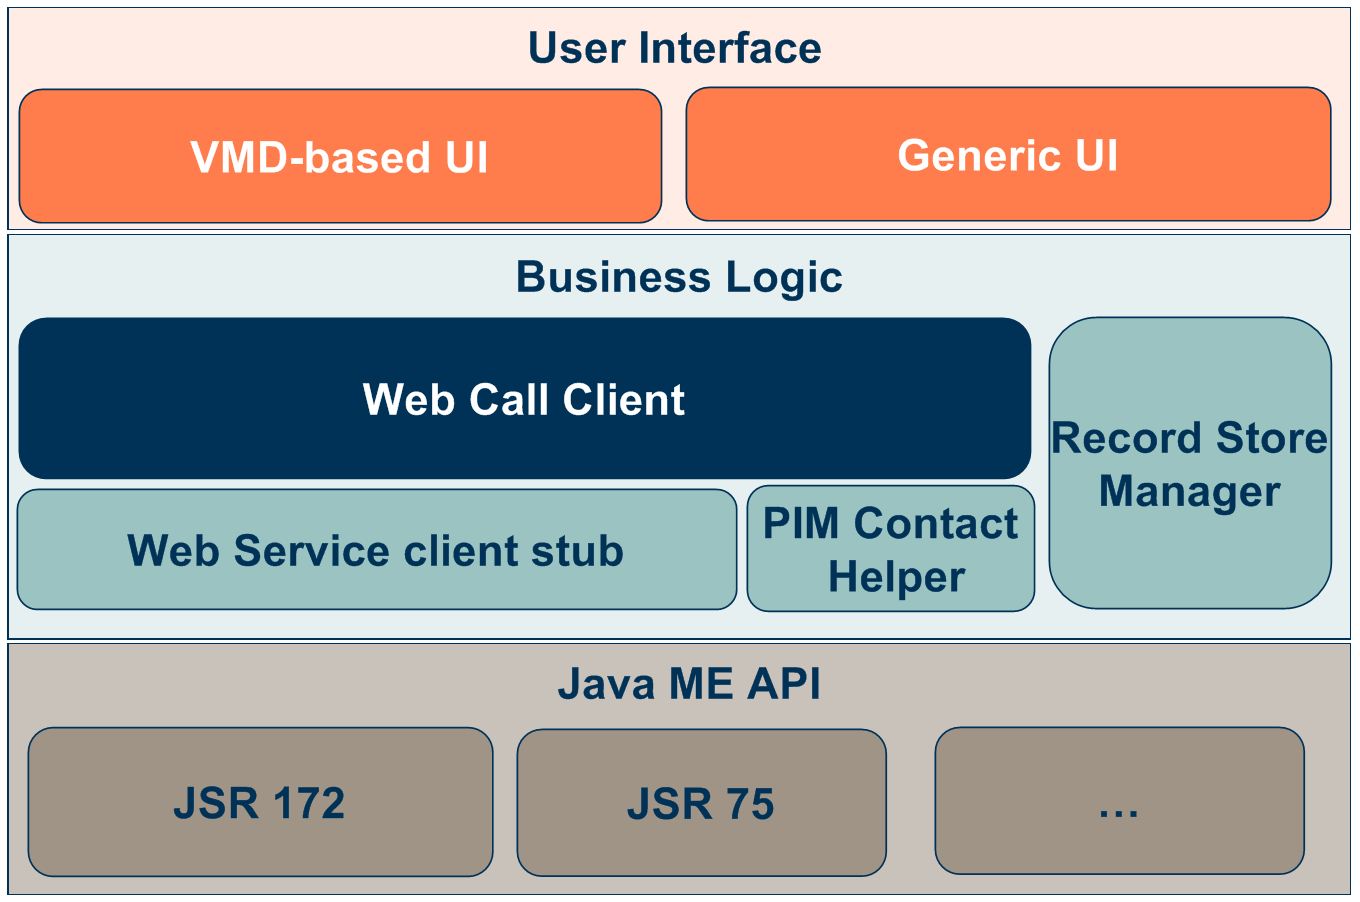 User Interface
VMD-based UI
Generic UI
Business Logic
Web Call Client
Record Store
Manager
Web Service client stub
PIM Contact
Helper
Java ME API
JSR 172
JSR 75
...